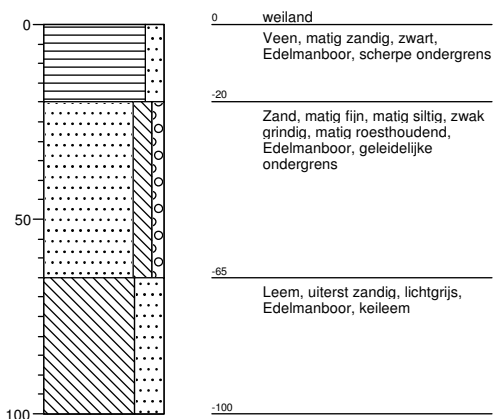 0
50
100
0 weiland
Veen, matig zandig, zwart,
Edelmanboor, scherpe ondergrens
-20
Zand, matig fijn, matig siltig, zwak
grindig, matig roesthoudend,
Edelmanboor, geleidelijke
ondergrens
-65
Leem, uiterst zandig, lichtgrijs,
Edelmanboor, keileem
-100